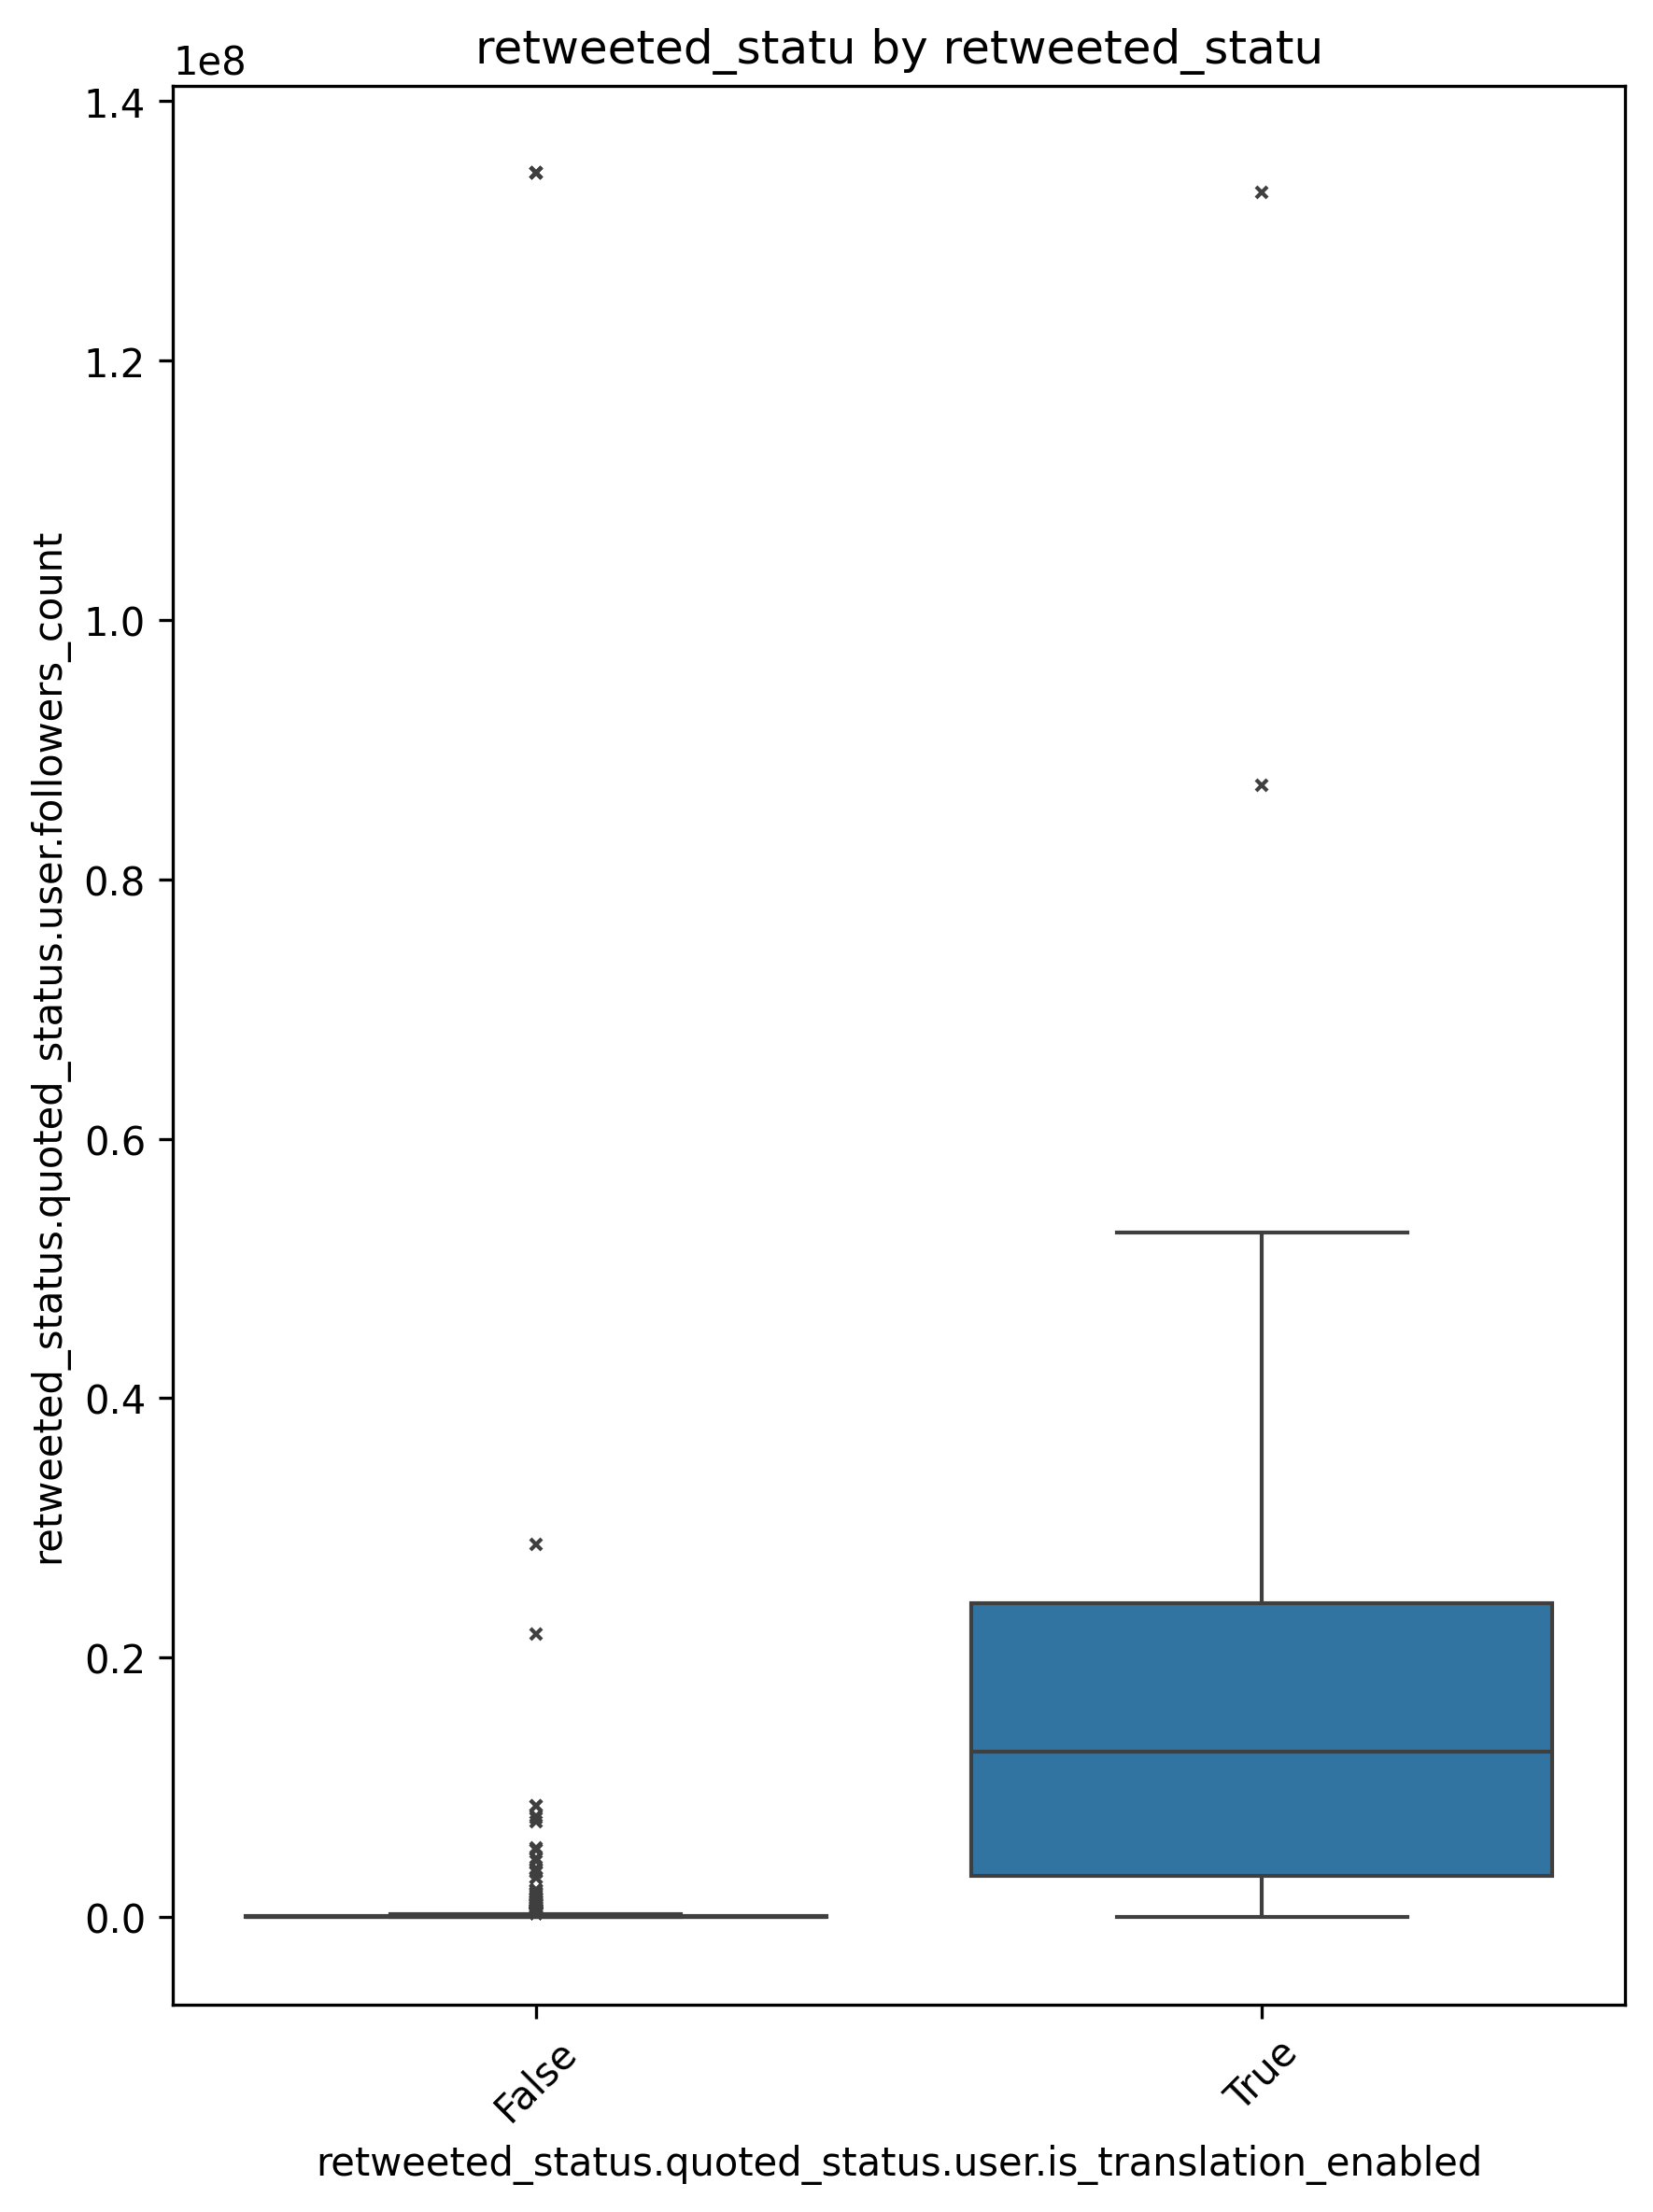 retweeted_statu by retweeted_statu
1e8
1.4
1.2
1.0
0.8
0.6
0.4
0.2
0.0
retweeted_status.quoted_status.user.followers_count
False
True
retweeted_status.quoted_status.user.is_translation_enabled